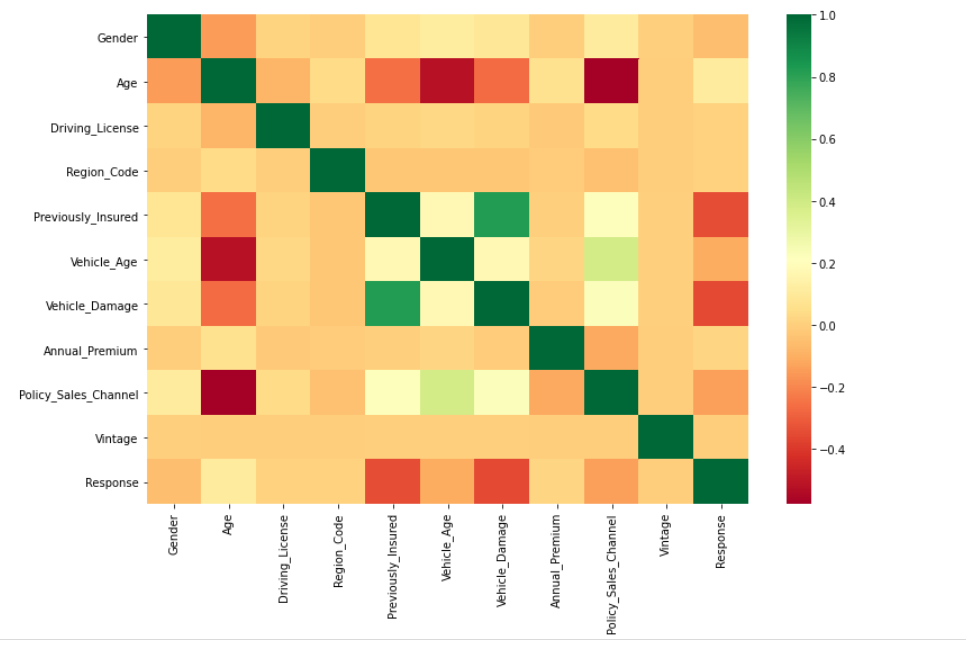 Gender
Age
Driving_License
Region_Code
Previously_Insured
Vehicle_Age
Vehicle_Damage
Annual_Premium
Policy_Sales_Channel
Vintage
Response
Gender
Age
Driving_License
Region_Code
Previously_Insured
Vehicle_Age
Vehicle_Damage
Annual_Premium
Policy_Sales_Channel
Vintage
Response
1.0
0.8
0.6
0.4
0.2
0.0
−0.2
−0.4